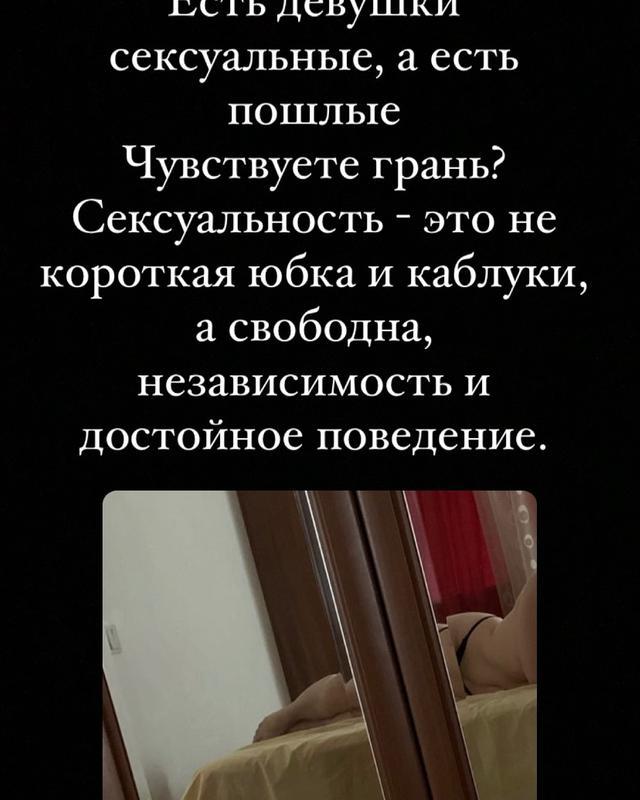 Есть девушки
сексуальные, а есть
пошлые
Чувствуете грань?
Сексуальность - это не
короткая юбка и каблуки,
а свободна,
независимость и
достойное поведение.